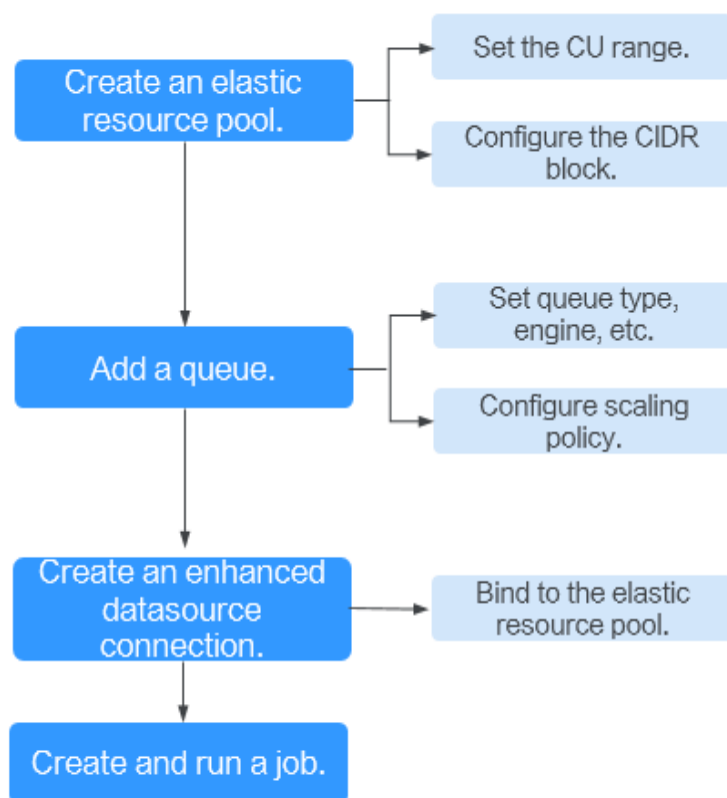 Create an elastic
resource pool.
Set the CU range.
Configure the CIDR
block.
Add a queue.
Set queue type,
engine, etc.
Configure scaling
policy.
Create an enhanced
datasource
connection.
Bind to the elastic
resource pool.
Create and run a job.